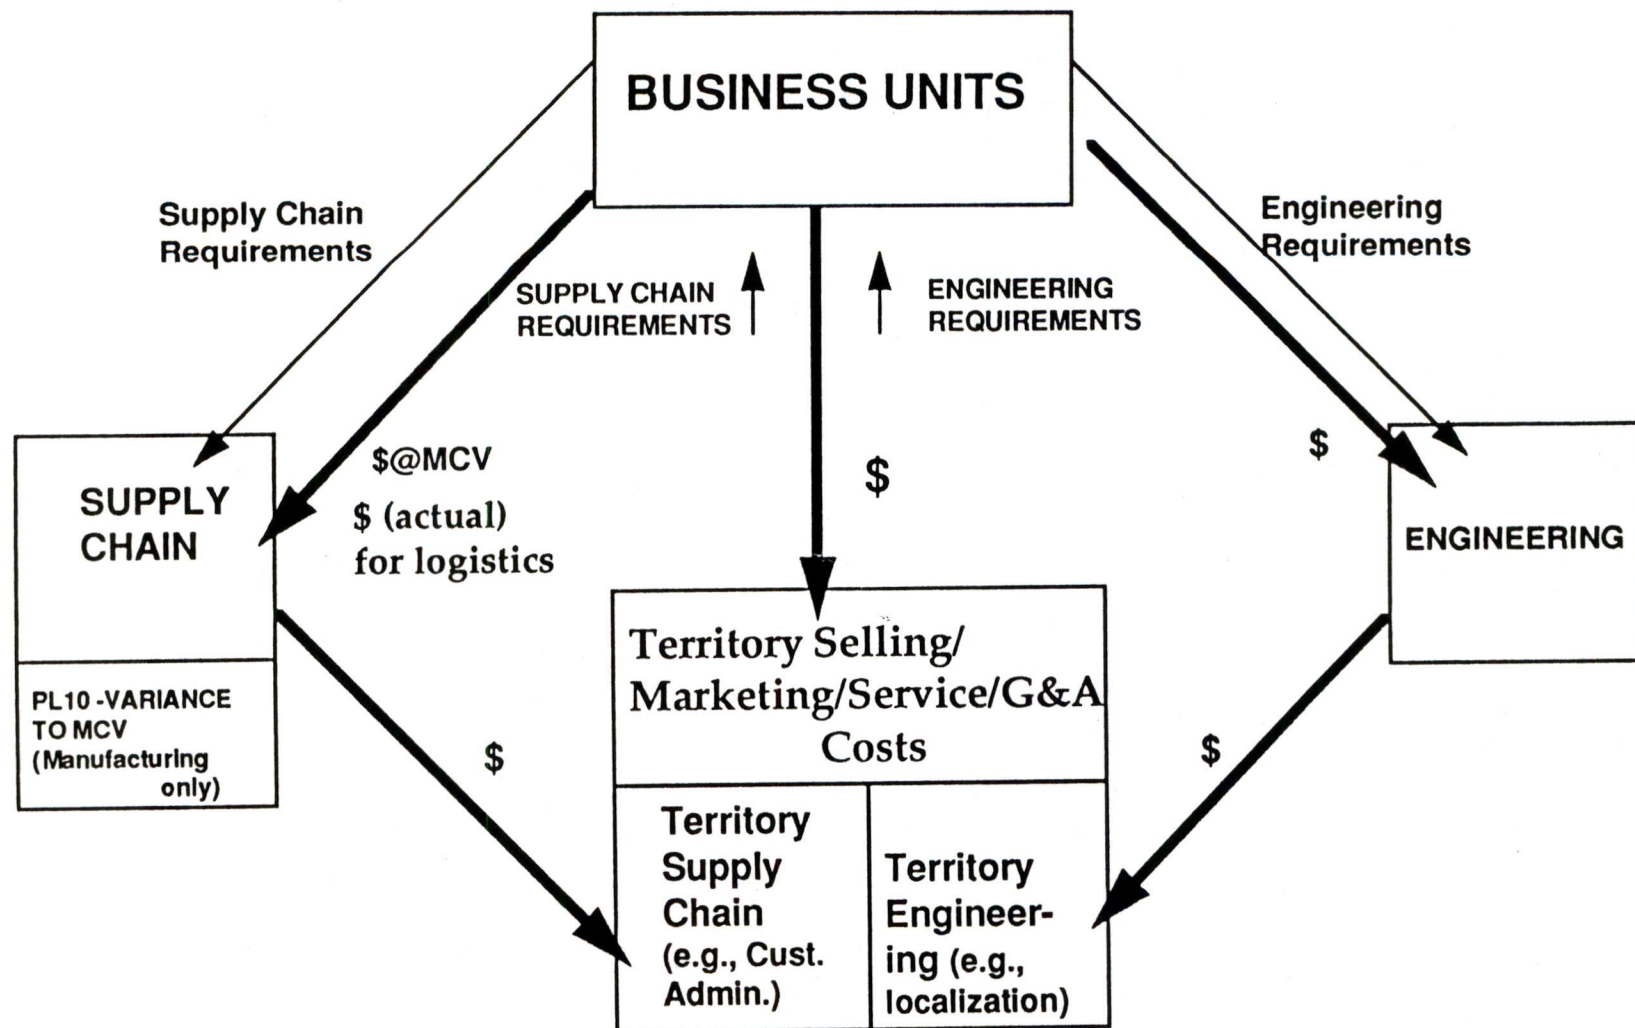 BUSINESS UNITS
Supply Chain
Requirements
Engineering
Requirements
SUPPLY CHAIN
REQUIREMENTS
ENGINEERING
REQUIREMENTS
$@MCV
$ (actual)
for logistics
$
$
SUPPLY
CHAIN
ENGINEERING
PL10 -VARIANCE
TO MCV
(Manufacturing
only)
Territory Selling/
Marketing/Service/G&A
Costs
$
$
Territory
Supply
Chain
(e.g., Cust.
Admin.)
Territory
Engineer-
ing (e.g.,
localization)